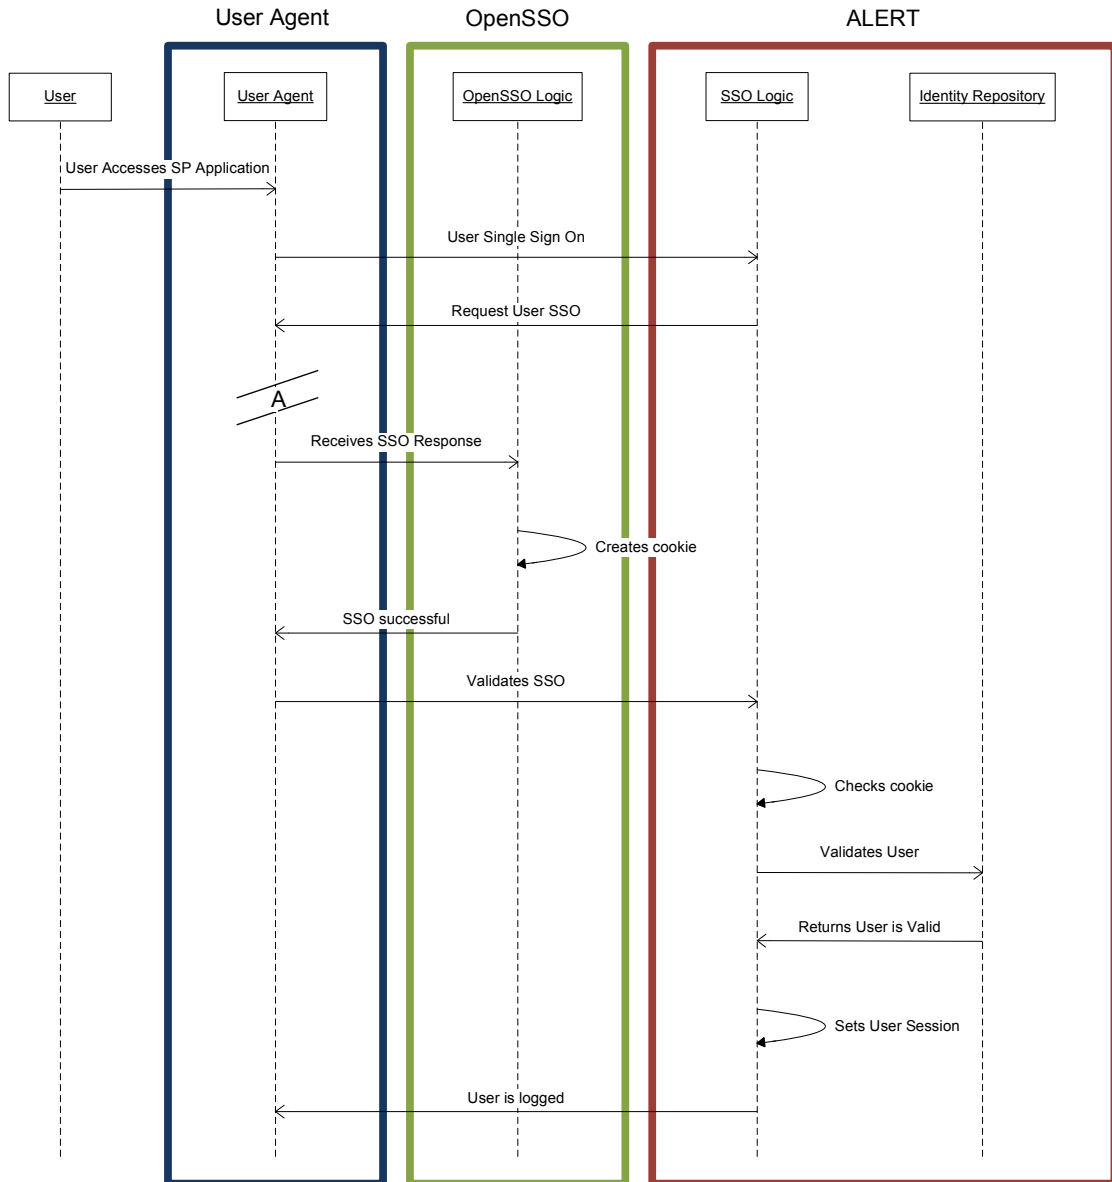 User Agent
OpenSSO
ALERT
User
User Agent
OpenSSO Logic
SSO Logic
Identity Repository
User Accesses SP Application
User Single Sign On
Request User SSO
A
Receives SSO Response
Creates cookie
SSO successful
Validates SSO
Checks cookie
Validates User
Returns User is Valid
Sets User Session
User is logged